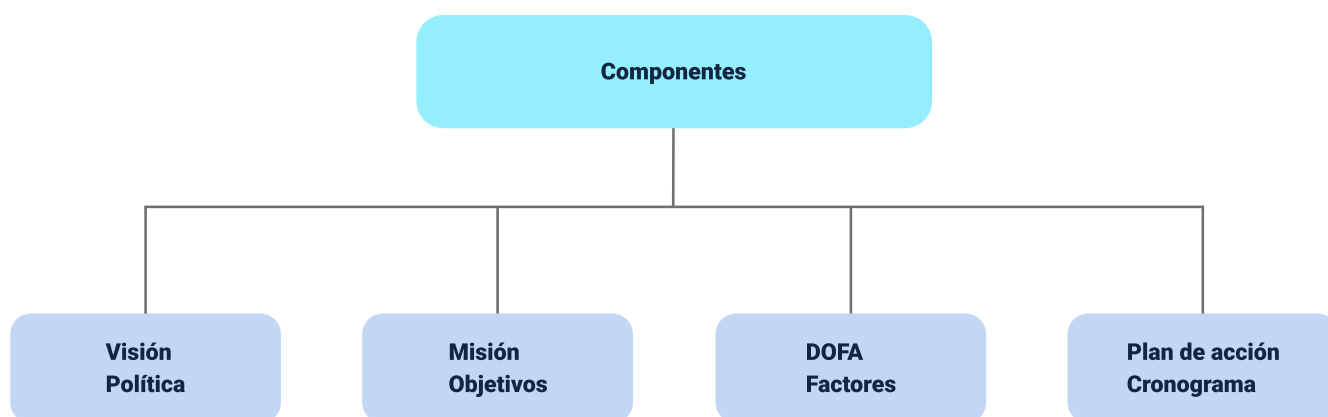 Componentes
Visión
Política
Misión
Objetivos
DOFA
Factores
Plan de acción
Cronograma